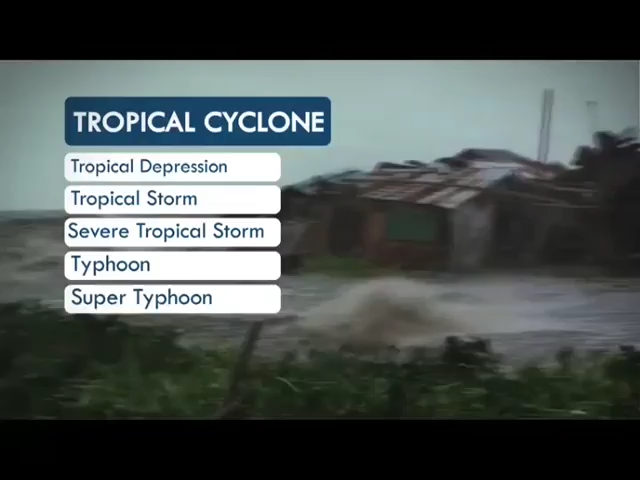 TROPICAL CYCLONE
Tropical Depression
Tropical Storm
Severe Tropical Storm
Typhoon
Super Typhoon